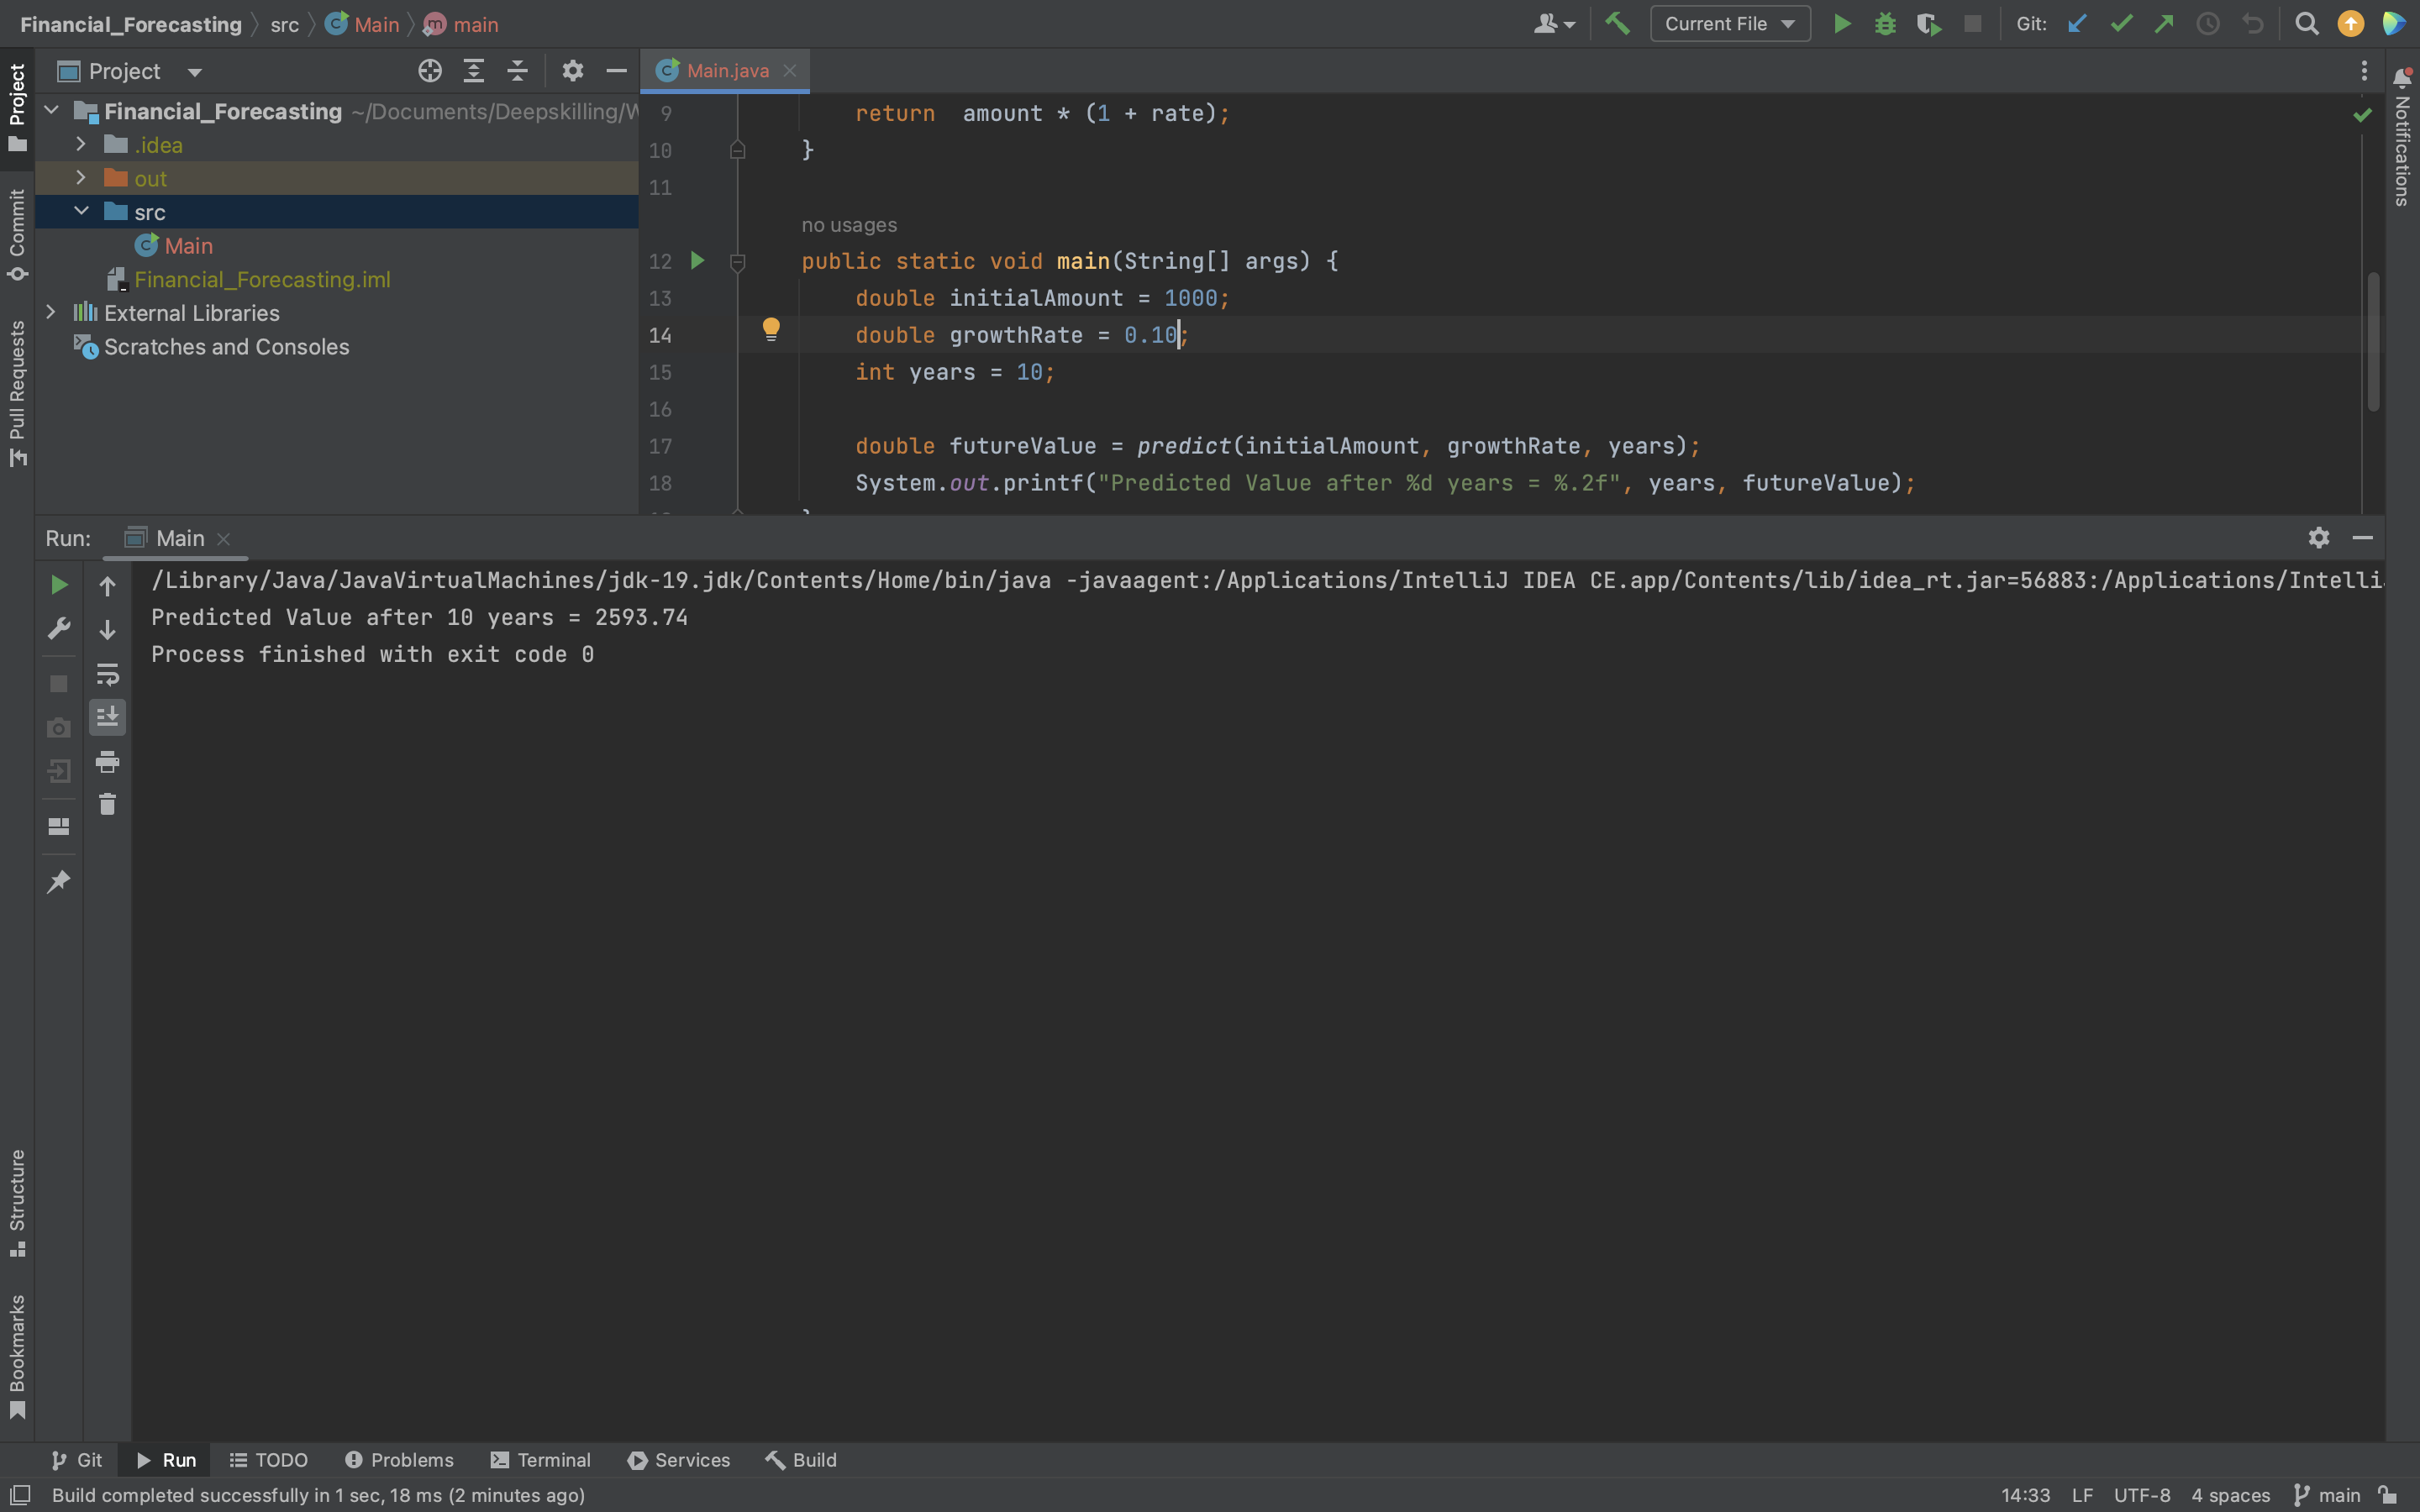 Financial_Forecasting src Main main
Current File
Git:
Project
Main.java
Project
Commit
Pull Requests
Structure
Bookmarks
Notifications
Financial_Forecasting ~/Documents/Deepskilling/
.idea
out
src
Main
Financial_Forecasting.iml
External Libraries
Scratches and Consoles
9 return  amount * (1 + rate);
10 }
11
no usages
12 public static void main(String[] args) {
13 double initialAmount = 1000;
14 double growthRate = 0.10;
15 int years = 10;
16
17 double futureValue = predict(initialAmount, growthRate, years);
18 System.out.printf("Predicted Value after %d years = %.2f", years, futureValue);
Run: Main
/Library/Java/JavaVirtualMachines/jdk-19.jdk/Contents/Home/bin/java -javaagent:/Applications/IntelliJ IDEA CE.app/Contents/lib/idea_rt.jar=56883:/Applications/Intelli
Predicted Value after 10 years = 2593.74
Process finished with exit code 0
Git Run TODO Problems Terminal Services Build
Build completed successfully in 1 sec, 18 ms (2 minutes ago)
14:33 LF UTF-8 4 spaces main